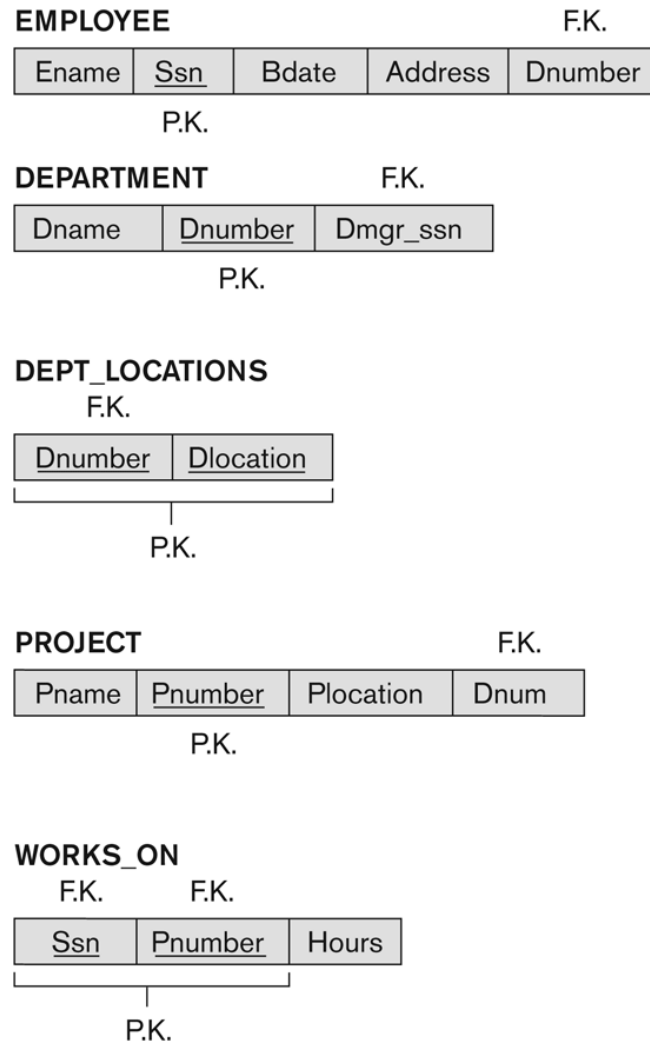 EMPLOYEE F.K.
Ename Ssn Bdate Address Dnumber
P.K.
DEPARTMENT F.K.
Dname Dnumber Dmgr_ssn
P.K.
DEPT_LOCATIONS
F.K.
Dnumber Dlocation
P.K.
PROJECT F.K.
Pname Pnumber Plocation Dnum
P.K.
WORKS_ON
F.K. F.K.
Ssn Pnumber Hours
P.K.